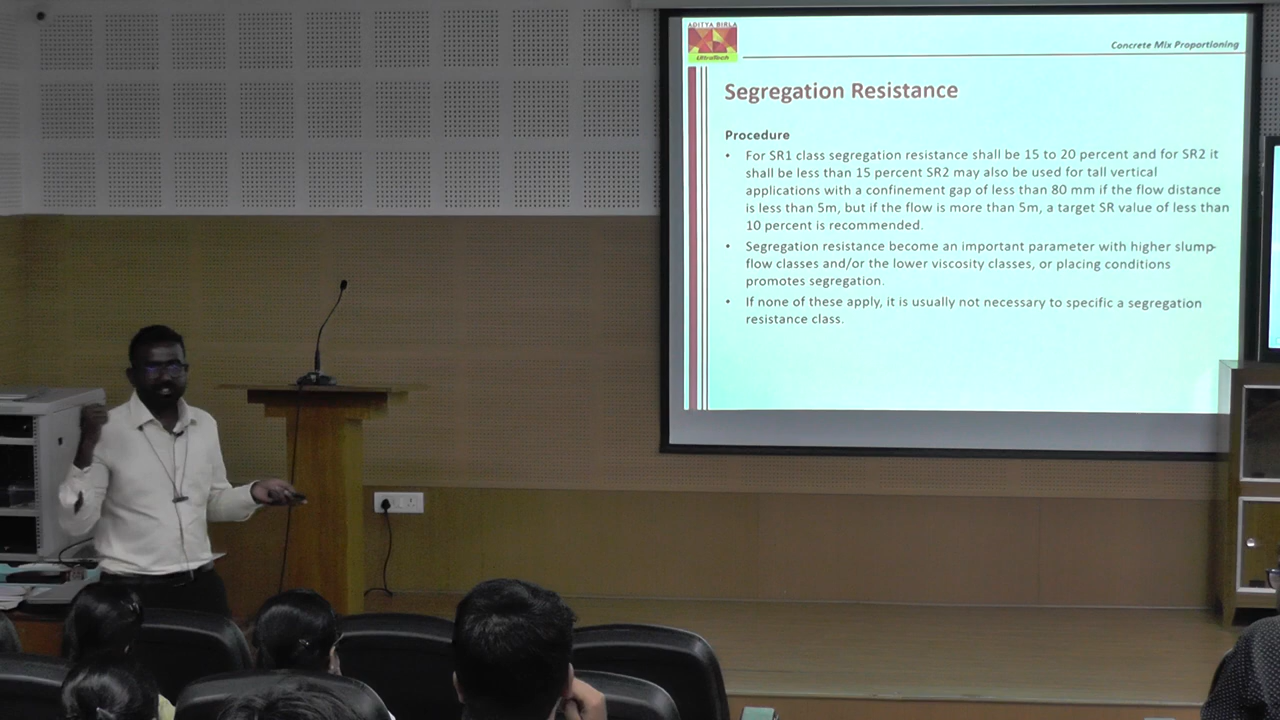 ADITYA BIRLA
UltraTech
Concrete Mix Proportioning
Segregation Resistance
Procedure
• For SR1 class segregation resistance shall be 15 to 20 percent and for SR2 it
shall be less than 15 percent SR2 may also be used for tall vertical
applications with a confinement gap of less than 80 mm if the flow distance
is less than 5m, but if the flow is more than 5m, a target SR value of less than
10 percent is recommended.
• Segregation resistance become an important parameter with higher slump-
flow classes and/or the lower viscosity classes, or placing conditions
promotes segregation.
• If none of these apply, it is usually not necessary to specific a segregation
resistance class.